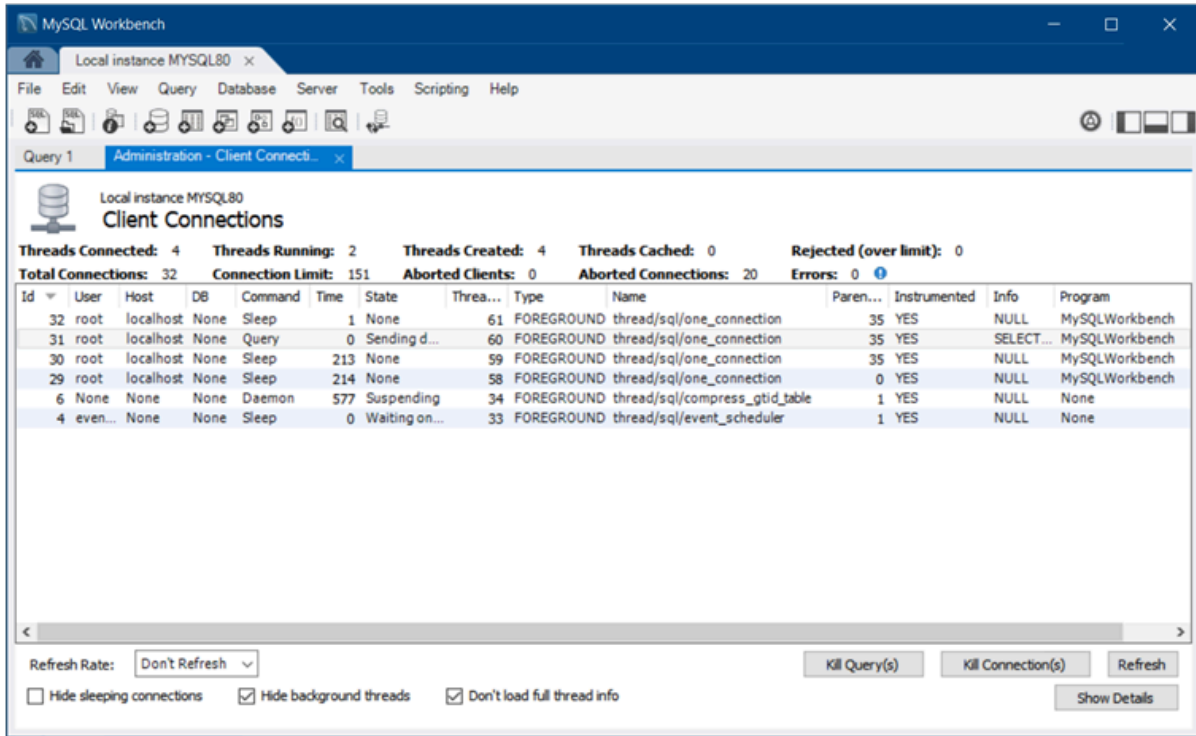 MySQL Workbench
Local instance MYSQL80
File Edit View Query Database Server Tools Scripting Help
Query 1 Administration - Client Connecti...
Local instance MYSQL80
Client Connections
Threads Connected: 4 Threads Running: 2 Threads Created: 4 Threads Cached: 0 Rejected (over limit): 0
Total Connections: 32 Connection Limit: 151 Aborted Clients: 0 Aborted Connections: 20 Errors: 0
Id User Host DB Command Time State Threa... Type Name Paren... Instrumented Info Program
32 root localhost None Sleep 1 None 61 FOREGROUND thread/sql/one_connection 35 YES NULL MySQLWorkbench
31 root localhost None Query 0 Sending d... 60 FOREGROUND thread/sql/one_connection 35 YES SELECT... MySQLWorkbench
30 root localhost None Sleep 213 None 59 FOREGROUND thread/sql/one_connection 35 YES NULL MySQLWorkbench
29 root localhost None Sleep 214 None 58 FOREGROUND thread/sql/one_connection 0 YES NULL MySQLWorkbench
6 None None None Daemon 577 Suspending 34 FOREGROUND thread/sql/compress_gtid_table 1 YES NULL None
4 even... None None Sleep 0 Waiting on... 33 FOREGROUND thread/sql/event_scheduler 1 YES NULL None
Refresh Rate: Don't Refresh Kill Query(s) Kill Connection(s) Refresh
Hide sleeping connections Hide background threads Don't load full thread info Show Details